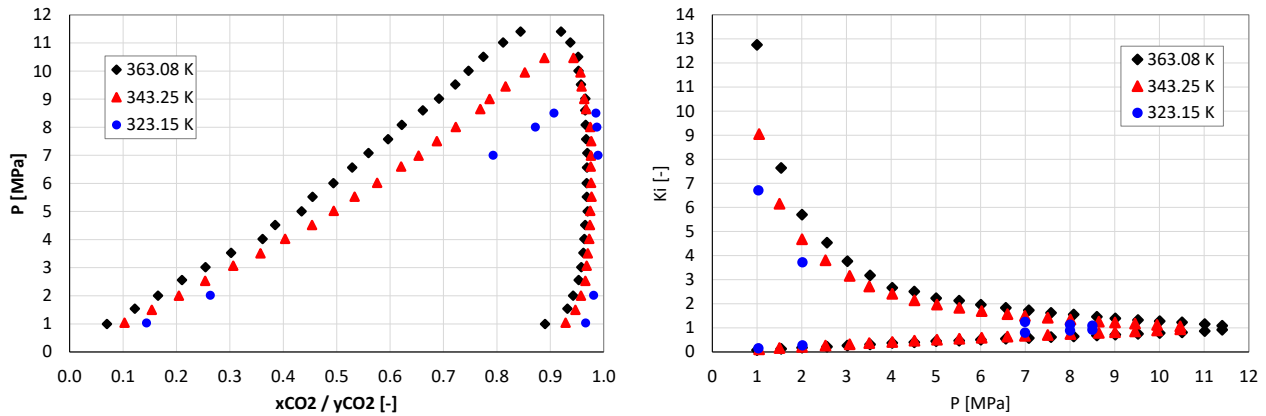 12
11
10
9
8
7
6
5
4
3
2
1
0
P [MPa]
363.08 K
343.25 K
323.15 K
0.0 0.1 0.2 0.3 0.4 0.5 0.6 0.7 0.8 0.9 1.0
xCO2 / yCO2 [-]
14
13
12
11
10
9
8
7
6
5
4
3
2
1
0
Ki [-]
363.08 K
343.25 K
323.15 K
0 1 2 3 4 5 6 7 8 9 10 11 12
P [MPa]